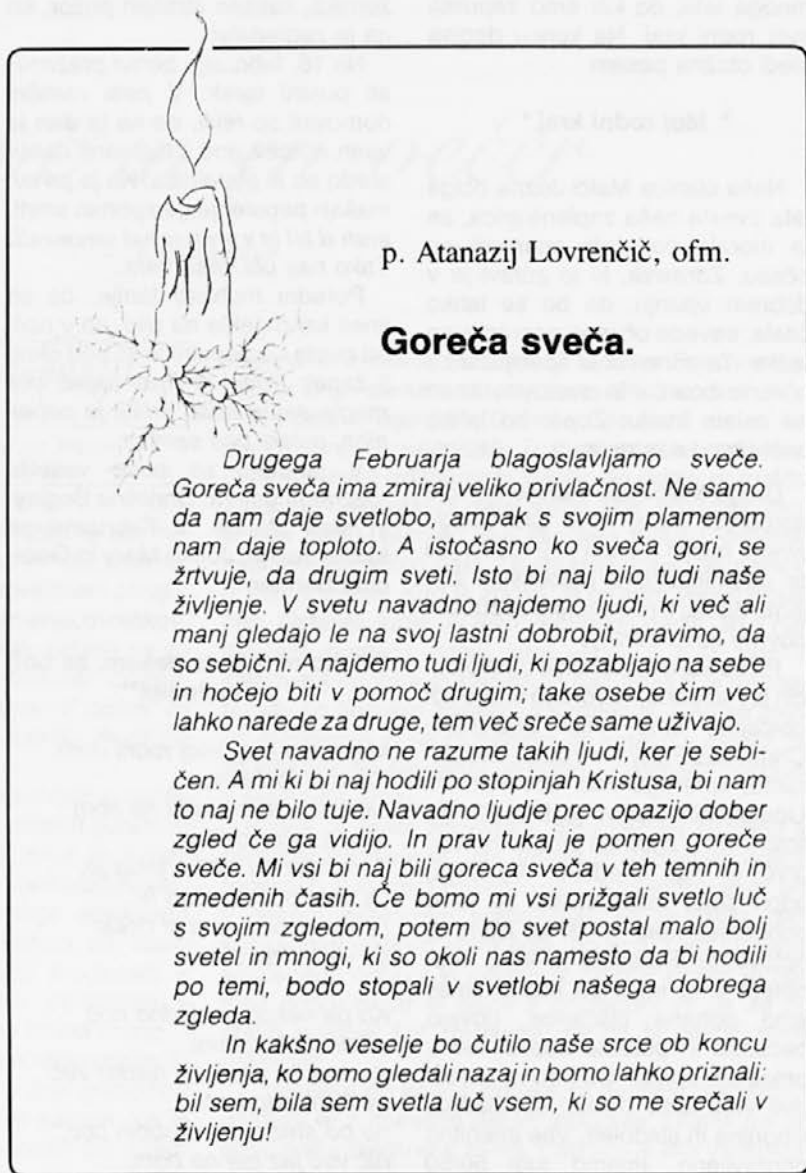 p. Atanazij Lovrenčič, ofm.
Goreča sveča.
Drugega Februarja blagoslavljamo sveče.
Goreča sveča ima zmiraj veliko privlačnost. Ne samo
da nam daje svetlobo, ampak s svojim plamenom
nam daje toploto. A istočasno ko sveča gori, se
žrtvuje, da drugim sveti. Isto bi naj bilo tudi naše
življenje. V svetu navadno najdemo ljudi, ki več ali
manj gledajo le na svoj lastni dobrobit, pravimo, da
so sebični. A najdemo tudi ljudi, ki pozabljajo na sebe
in hočejo biti v pomoč drugim; take osebe čim več
lahko narede za druge, tem več sreče same uživajo.
Svet navadno ne razume takih ljudi, ker je sebi-
čen. A mi ki bi naj hodili po stopinjah Kristusa, bi nam
to naj ne bilo tuje. Navadno ljudje prec opazijo dober
zgled če ga vidijo. In prav tukaj je pomen goreče
sveče. Mi vsi bi naj bili goreca sveča v teh temnih in
zmedenih časih. Če bomo mi vsi prižgali svetlo luč
s svojim zgledom, potem bo svet postal malo bolj
svetel in mnogi, ki so okoli nas namesto da bi hodili
po temi, bodo stopali v svetlobi našega dobrega
zgleda.
In kakšno veselje bo čutilo naše srce ob koncu
življenja, ko bomo gledali nazaj in bomo lahko priznali:
bil sem, bila sem svetla luč vsem, ki so me srečali v
življenju!